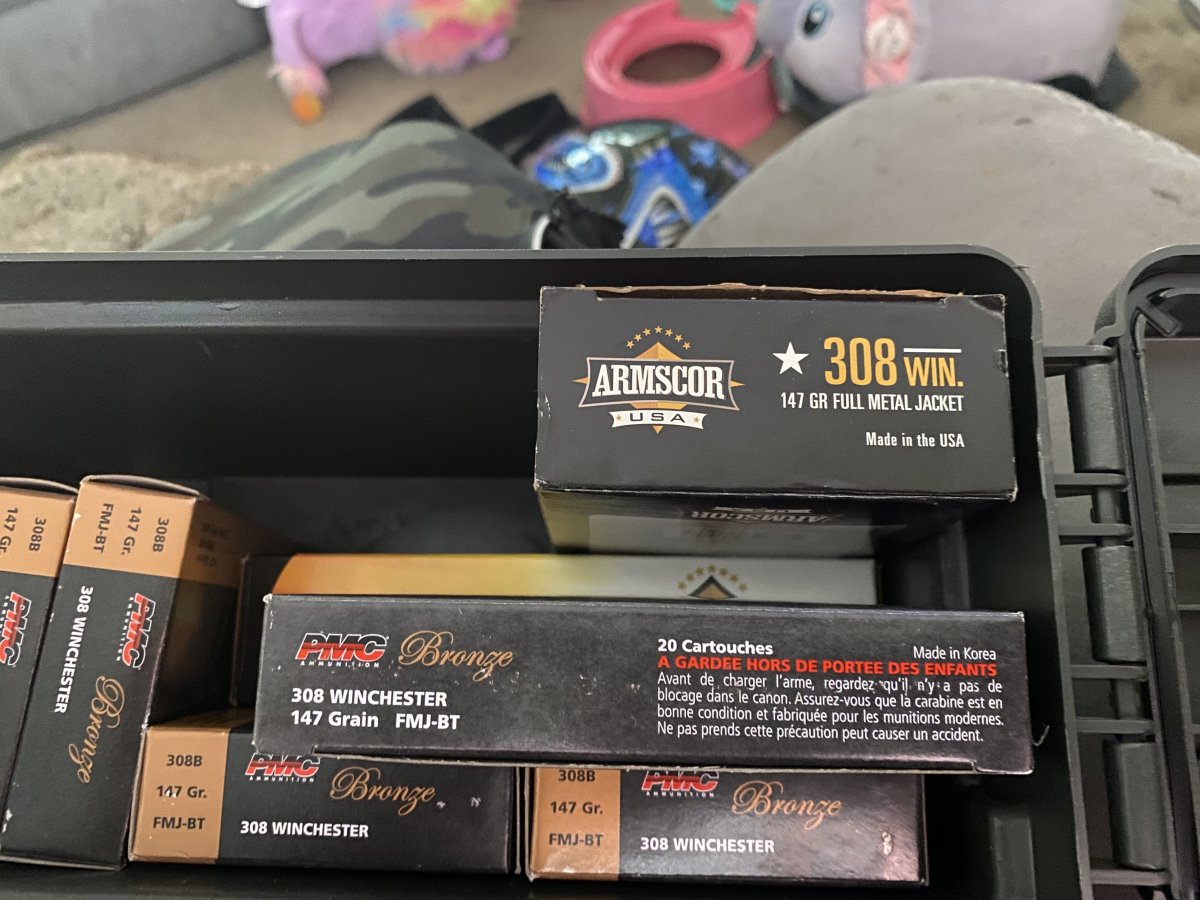 ARMSCOR
USA
308 WIN.
147 GR FULL METAL JACKET
Made in the USA
ARMSCOR
308B
147 Gr.
PMC
308B
147 Gr.
FMJ-BT
PMC
AMMUNITION
Bronze
308 WINCHESTER
PMC Bronze
AMMUNITION
308 WINCHESTER
147 Grain FMJ-BT
20 Cartouches
Made in Korea
A GARDEE HORS DE PORTEE DES ENFANTS
Avant de charger l'arme, regardez qu'il n'y a pas de
blocage dans le canon. Assurez-vous que la carabine est en
bonne condition et fabriquée pour les munitions modernes.
Ne pas prends cette précaution peut causer un accident.
308B
147 Gr.
FMJ-BT
PMC Bronze
AMMUNITION
308 WINCHESTER
308B
147 Gr.
FMJ-BT
PMC Bronze
AMMUNITION
308 WINCHESTER